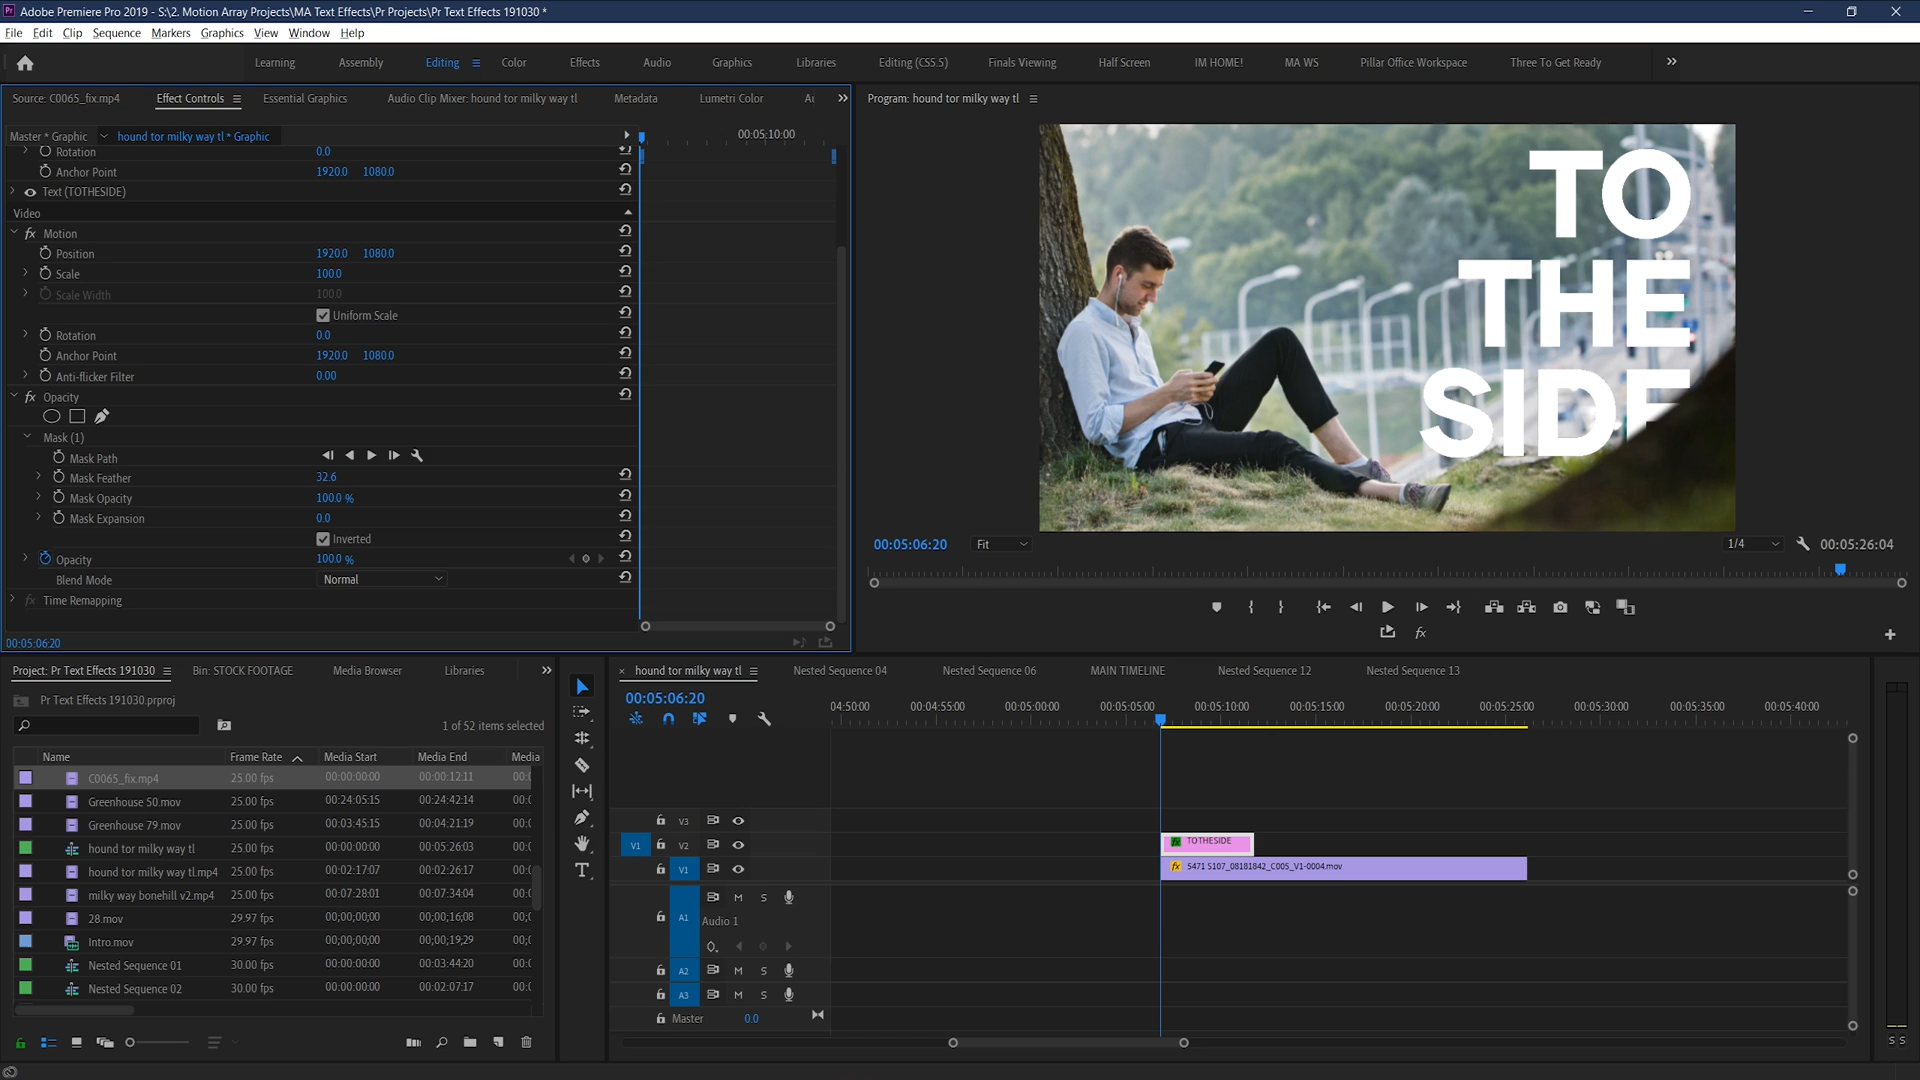 Adobe Premiere Pro 2019 - S:\2. Motion Array Projects\MA Text Effects\Pr Projects\Pr Text Effects 191030 *
File Edit Clip Sequence Markers Graphics View Window Help
Learning Assembly Editing Color Effects Audio Graphics Libraries Editing (CS5.5) Finals Viewing Half Screen IM HOME! MA WS Pillar Office Workspace Three To Get Ready
Source: C0065_fix.mp4 Effect Controls Essential Graphics Audio Clip Mixer: hound tor milky way tl Metadata Lumetri Color
Master * Graphic hound tor milky way tl * Graphic 00:05:10:00
Rotation 0.0
Anchor Point 1920.0 1080.0
Text (TOTHESIDE)
Video
fx Motion
Position 1920.0 1080.0
Scale 100.0
Scale Width 100.0
Uniform Scale
Rotation 0.0
Anchor Point 1920.0 1080.0
Anti-flicker Filter 0.00
fx Opacity
Mask (1)
Mask Path
Mask Feather 32.6
Mask Opacity 100.0 %
Mask Expansion 0.0
Inverted
Opacity 100.0 %
Blend Mode Normal
fx Time Remapping
00:05:06:20
Program: hound tor milky way tl
TO
THE
SIDE
00:05:06:20 Fit 1/4 00:05:26:04
fx
Project: Pr Text Effects 191030 Bin: STOCK FOOTAGE Media Browser Libraries
Pr Text Effects 191030.prproj
1 of 52 items selected
Name Frame Rate Media Start Media End Media
C0065_fix.mp4 25.00 fps 00:00:00:00 00:00:12:11 00:(
Greenhouse 50.mov 25.00 fps 00:24:05:15 00:24:42:14 00:(
Greenhouse 79.mov 25.00 fps 00:03:45:15 00:04:21:19 00:(
hound tor milky way tl 25.00 fps 00:00:00:00 00:05:26:03 00:(
hound tor milky way tl.mp4 25.00 fps 00:02:17:07 00:02:26:17 00:(
milky way bonehill v2.mp4 25.00 fps 00:07:28:01 00:07:34:04 00:(
28.mov 29.97 fps 00;00;00;00 00;00;16;08 00;(
Intro.mov 29.97 fps 00;00;00;00 00;00;19;29 00;(
Nested Sequence 01 30.00 fps 00:00:00:00 00:03:44:20 00:(
Nested Sequence 02 30.00 fps 00:00:00:00 00:02:07:17 00:(
× hound tor milky way tl Nested Sequence 04 Nested Sequence 06 MAIN TIMELINE Nested Sequence 12 Nested Sequence 13
00:05:06:20
04:50:00 00:04:55:00 00:05:00:00 00:05:05:00 00:05:10:00 00:05:15:00 00:05:20:00 00:05:25:00 00:05:30:00 00:05:35:00 00:05:40:00
V3
V1 V2 fx TOTHESIDE
V1 fx 5471 5107_08181842_C005_V1-0004.mov
A1 M S
Audio 1
A2 M S
A3 M S
Master 0.0
S S